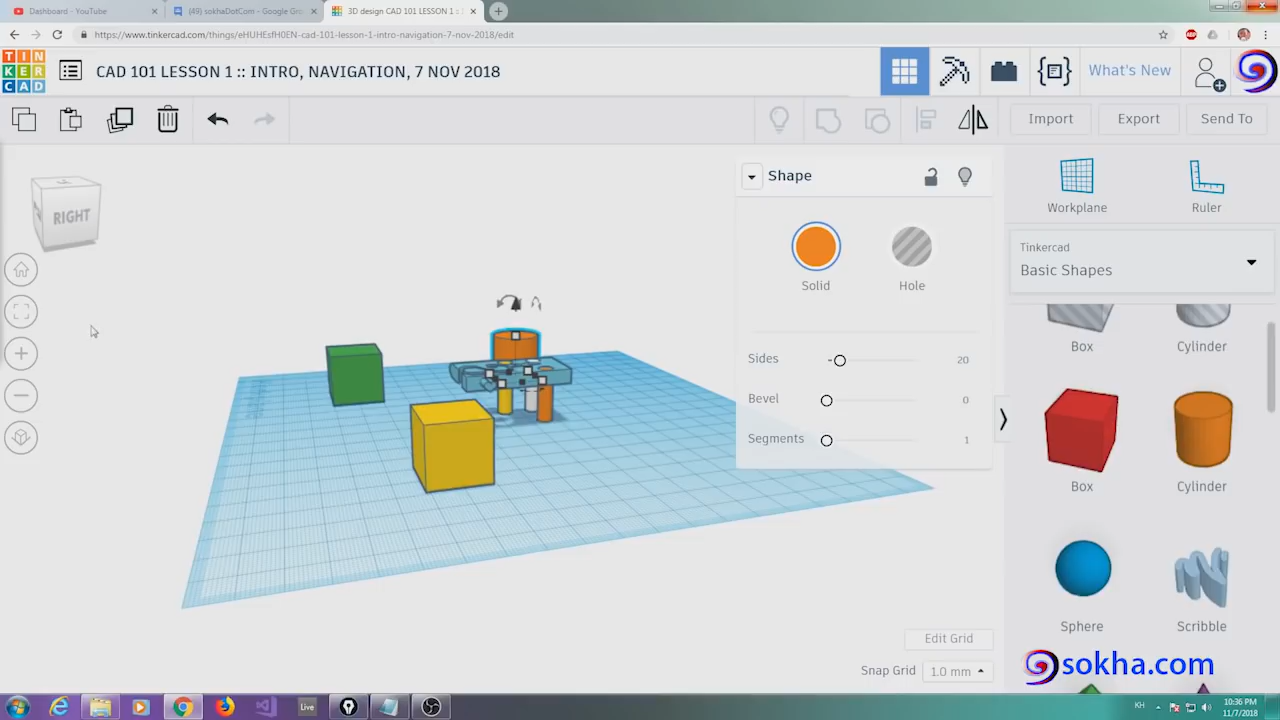 Dashboard - YouTube
(49) sokhaDotCom - Google Gro
3D design CAD 101 LESSON 1 ::
https://www.tinkercad.com/things/eHUHEsfH0EN-cad-101-lesson-1-intro-navigation-7-nov-2018/edit
TIN
KER
CAD
CAD 101 LESSON 1 :: INTRO, NAVIGATION, 7 NOV 2018
What's New
Import
Export
Send To
RIGHT
Shape
Solid
Hole
Sides
20
Bevel
0
Segments
1
Workplane
Ruler
Tinkercad
Basic Shapes
Box
Cylinder
Box
Cylinder
Sphere
Scribble
Edit Grid
Snap Grid
1.0 mm
sokha.com
Live
KH
10:36 PM
11/7/2018